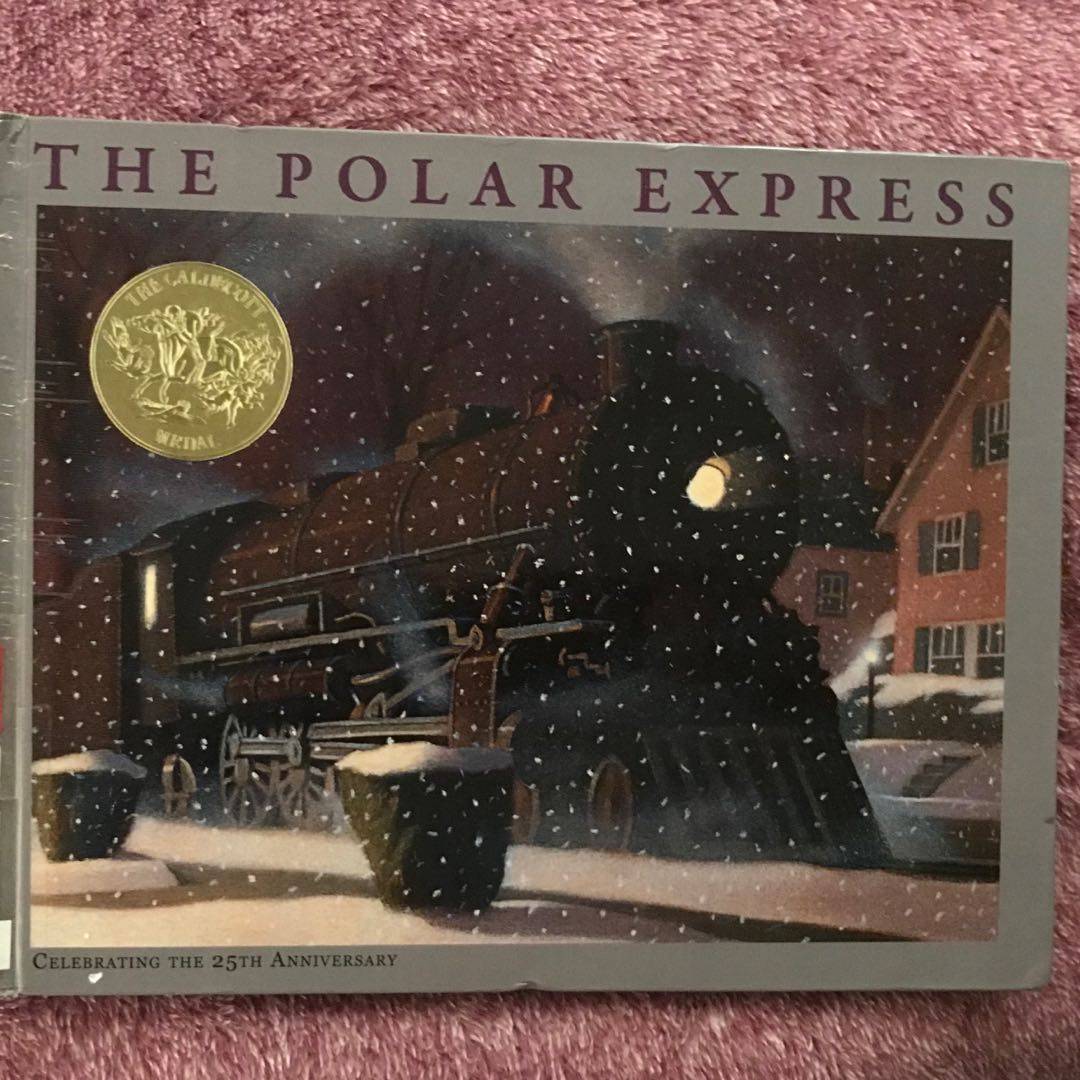 THE POLAR EXPRESS
THE CALDECOTT
MEDAL
CELEBRATING THE 25TH ANNIVERSARY